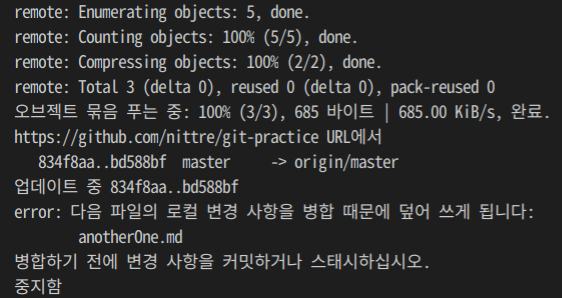 remote: Enumerating objects: 5, done.
remote: Counting objects: 100% (5/5), done.
remote: Compressing objects: 100% (2/2), done.
remote: Total 3 (delta 0), reused 0 (delta 0), pack-reused 0
오브젝트 묶음 푸는 중: 100% (3/3), 685 바이트 | 685.00 KiB/s, 완료.
https://github.com/nittre/git-practice URL에서
   834f8aa..bd588bf  master     -> origin/master
업데이트 중 834f8aa..bd588bf
error: 다음 파일의 로컬 변경 사항을 병합 때문에 덮어 쓰게 됩니다:
        anotherOne.md
병합하기 전에 변경 사항을 커밋하거나 스태시하십시오.
중지함